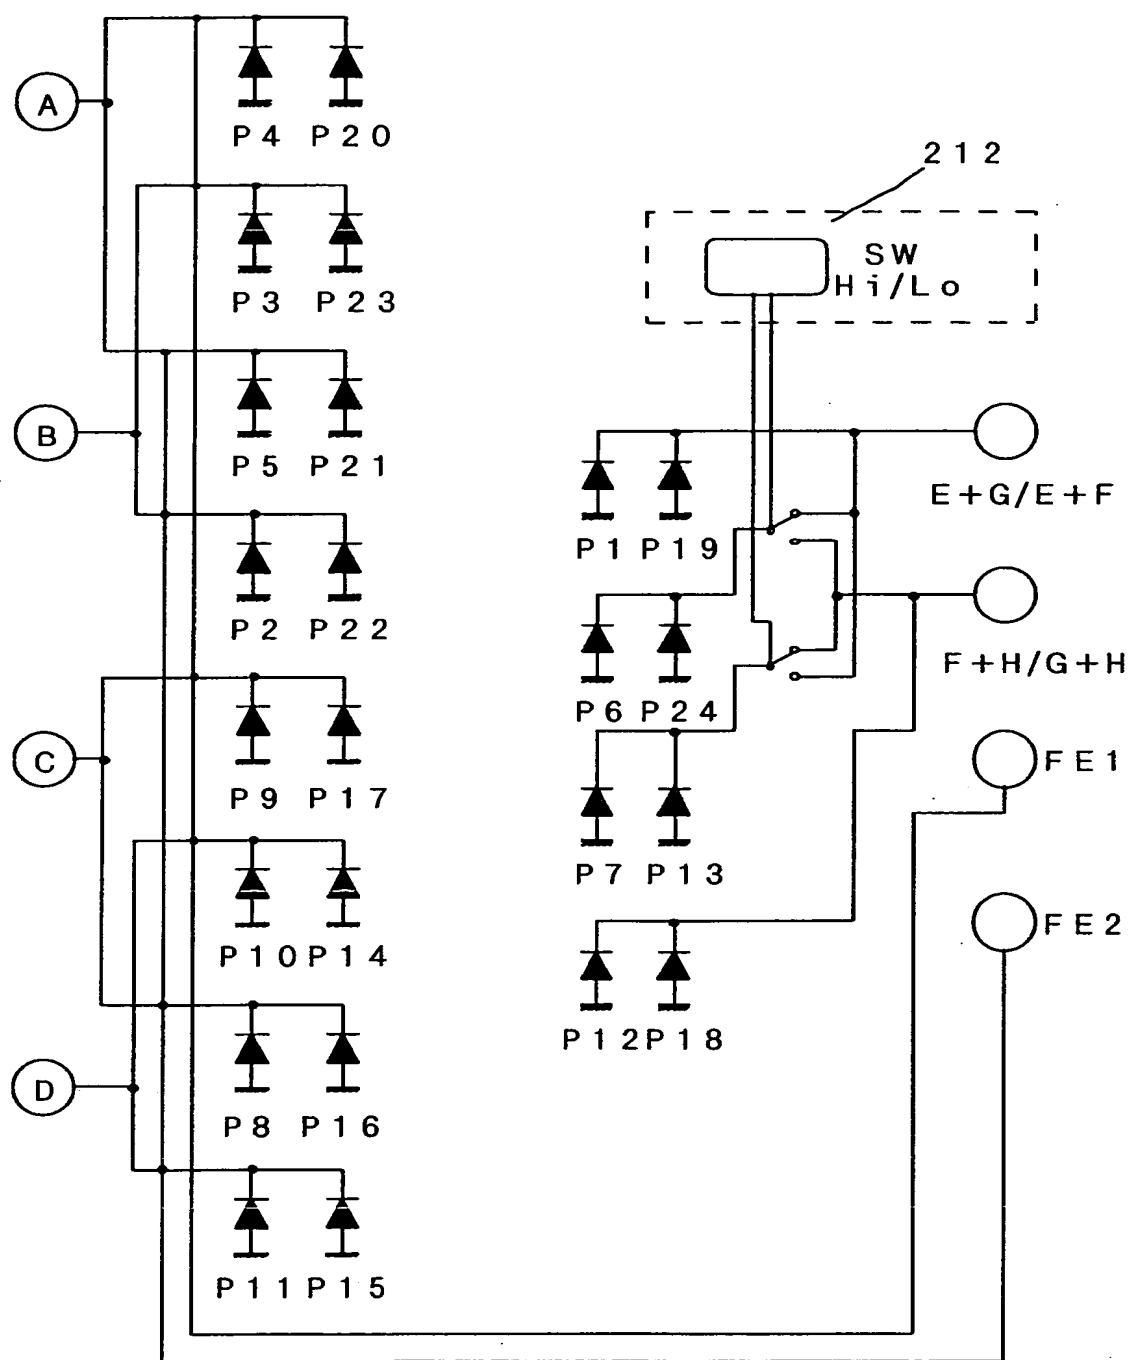 A
P4 P20
212
SW
Hi/Lo
P3 P23
B
P5 P21
E+G/E+F
P1 P19
P2 P22
F+H/G+H
P6 P24
C
FE1
P9 P17
P7 P13
FE2
P10 P14
P12 P18
D
P8 P16
P11 P15